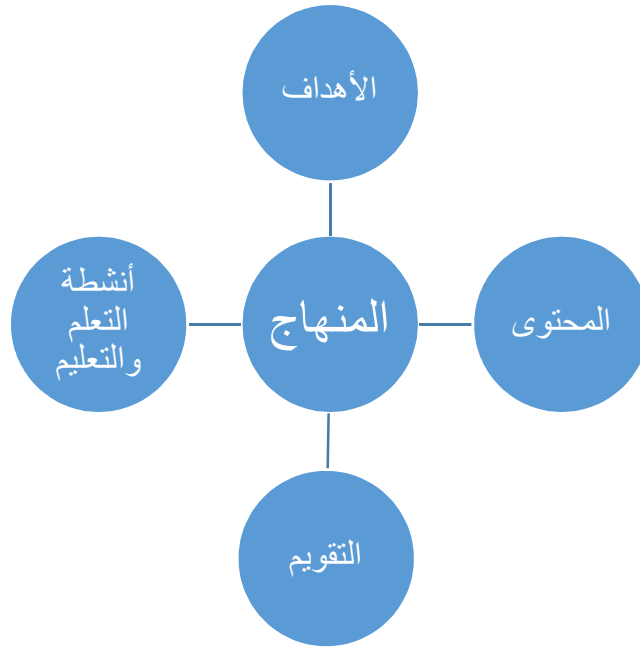 الأهداف
المحتوى
المنهاج
أنشطة
التعلم
والتعليم
التقويم